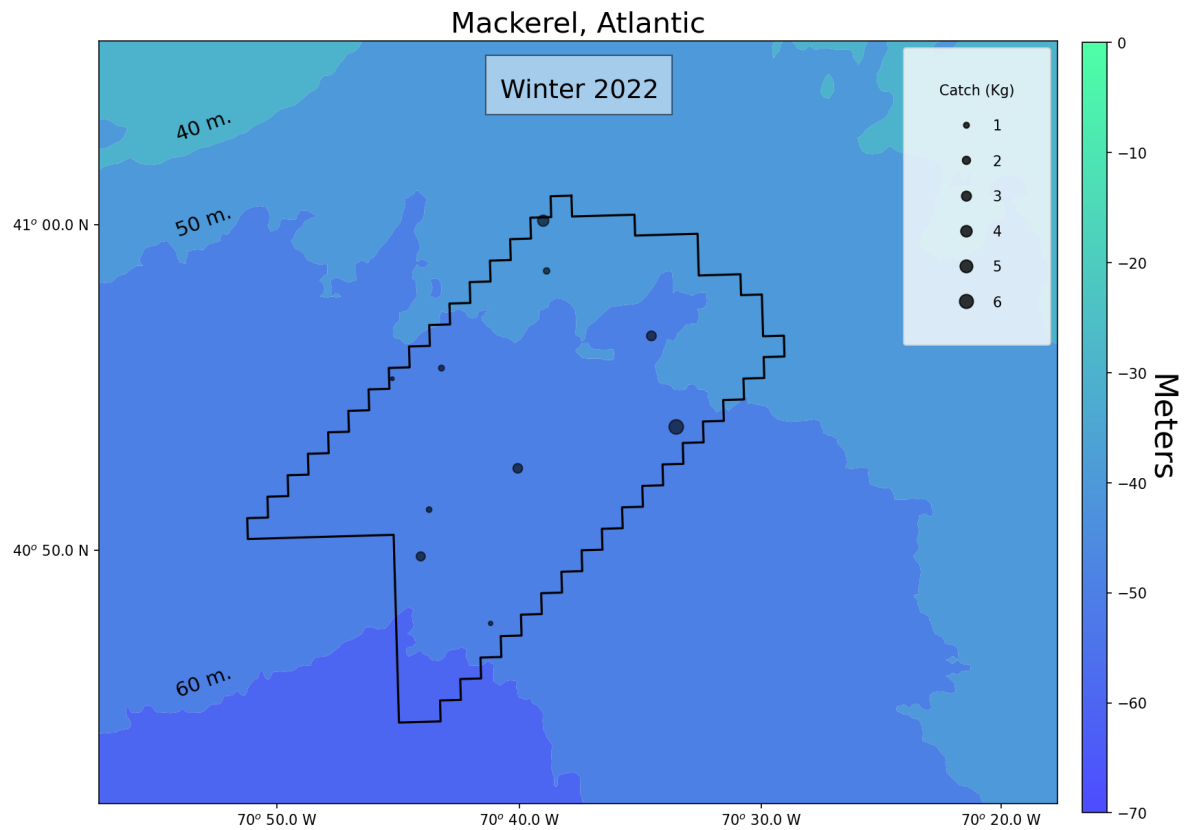 Mackerel, Atlantic
Winter 2022
Catch (Kg)
1
2
3
4
5
6
40 m.
50 m.
60 m.
41° 00.0 N
40° 50.0 N
70° 50.0 W
70° 40.0 W
70° 30.0 W
70° 20.0 W
0
−10
−20
−30
−40
−50
−60
−70
Meters